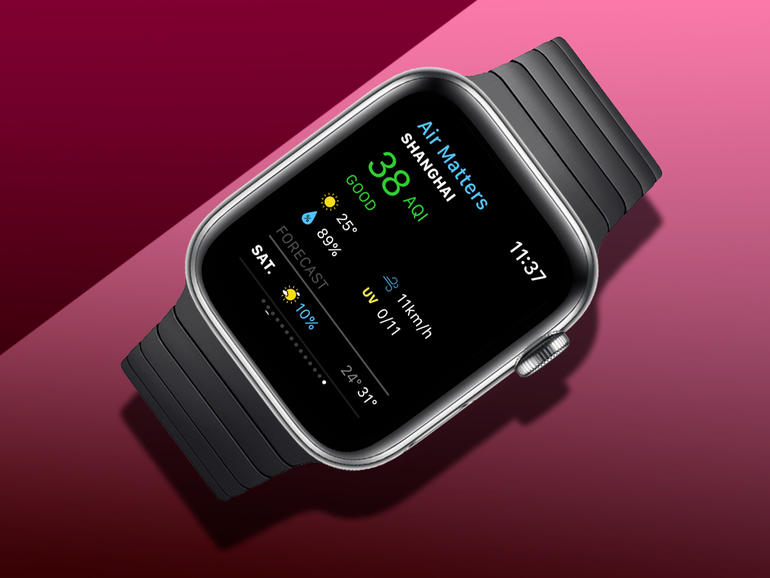 Air Matters
11:37
SHANGHAI
38 AQI
GOOD
25° 11km/h
89% UV 0/11
FORECAST
SAT. 10% 24° 31°